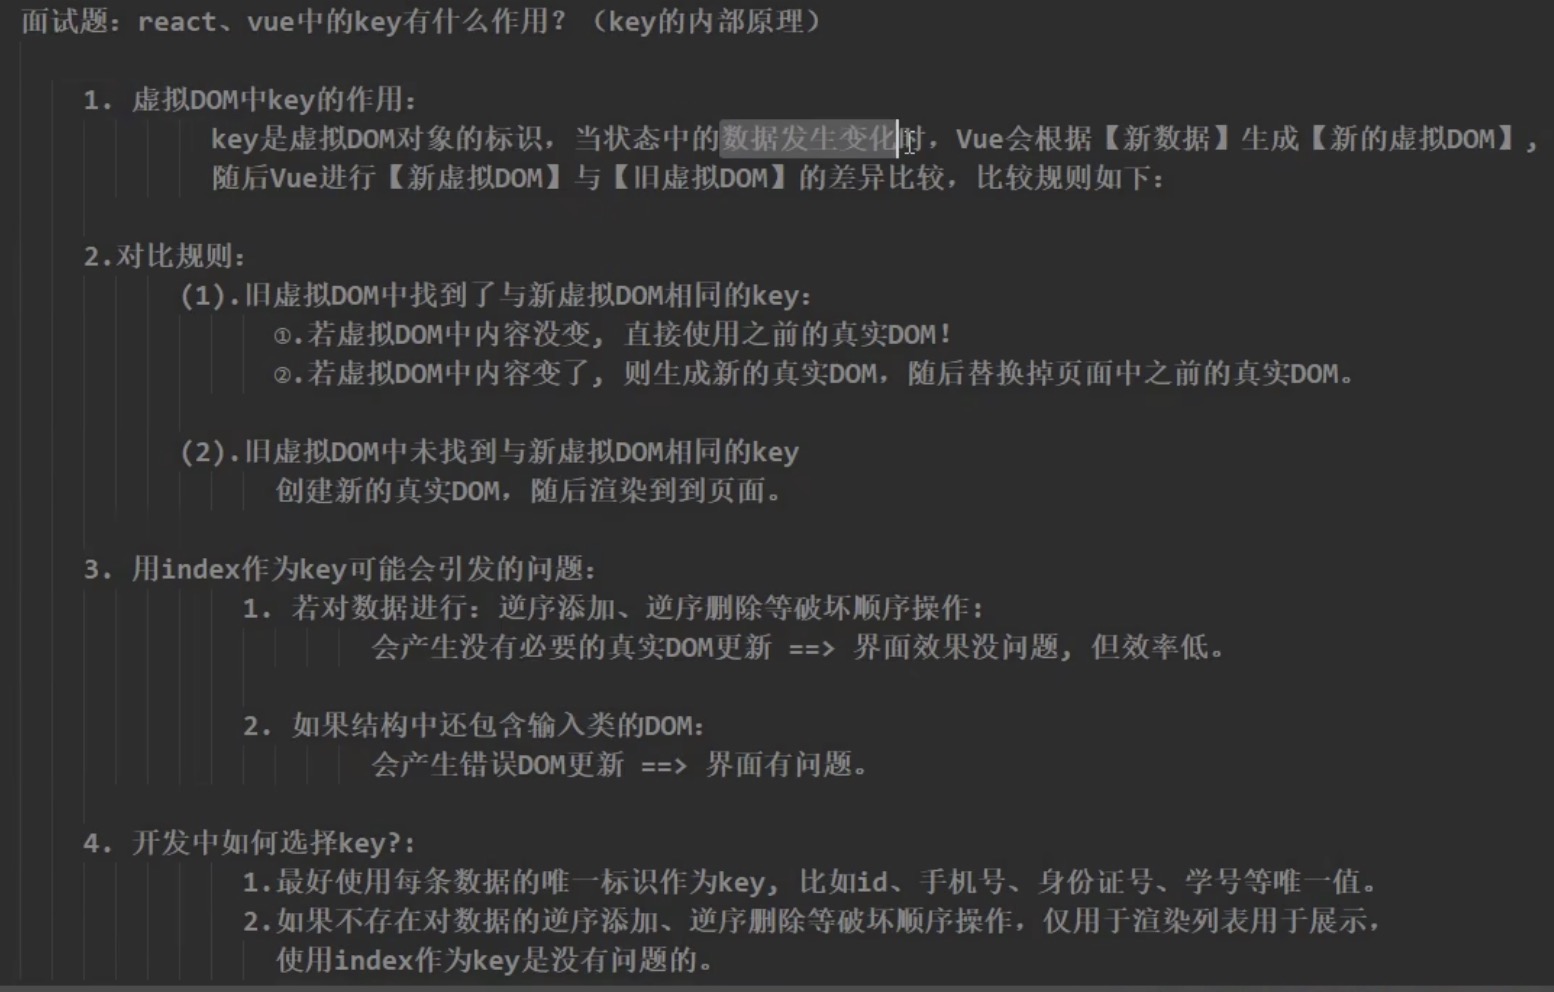 面试题：react、vue中的key有什么作用？（key的内部原理）
1. 虚拟DOM中key的作用：
key是虚拟DOM对象的标识，当状态中的数据发生变化时，Vue会根据【新数据】生成【新的虚拟DOM】,
随后Vue进行【新虚拟DOM】与【旧虚拟DOM】的差异比较，比较规则如下：
2.对比规则：
(1).旧虚拟DOM中找到了与新虚拟DOM相同的key：
①.若虚拟DOM中内容没变, 直接使用之前的真实DOM！
②.若虚拟DOM中内容变了, 则生成新的真实DOM，随后替换掉页面中之前的真实DOM。
(2).旧虚拟DOM中未找到与新虚拟DOM相同的key
创建新的真实DOM，随后渲染到到页面。
3. 用index作为key可能会引发的问题：
1. 若对数据进行：逆序添加、逆序删除等破坏顺序操作:
会产生没有必要的真实DOM更新 ==> 界面效果没问题, 但效率低。
2. 如果结构中还包含输入类的DOM：
会产生错误DOM更新 ==> 界面有问题。
4. 开发中如何选择key?:
1.最好使用每条数据的唯一标识作为key, 比如id、手机号、身份证号、学号等唯一值。
2.如果不存在对数据的逆序添加、逆序删除等破坏顺序操作，仅用于渲染列表用于展示，
使用index作为key是没有问题的。